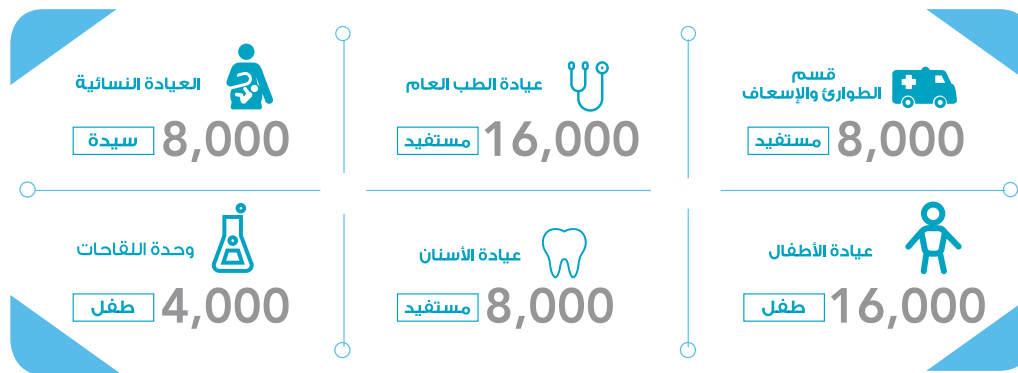 قسم
الطوارئ والإسعاف
8,000 مستفيد
عيادة الطب العام
16,000 مستفيد
العيادة النسائية
8,000 سيدة
عيادة الأطفال
16,000 طفل
عيادة الأسنان
8,000 مستفيد
وحدة اللقاحات
4,000 طفل